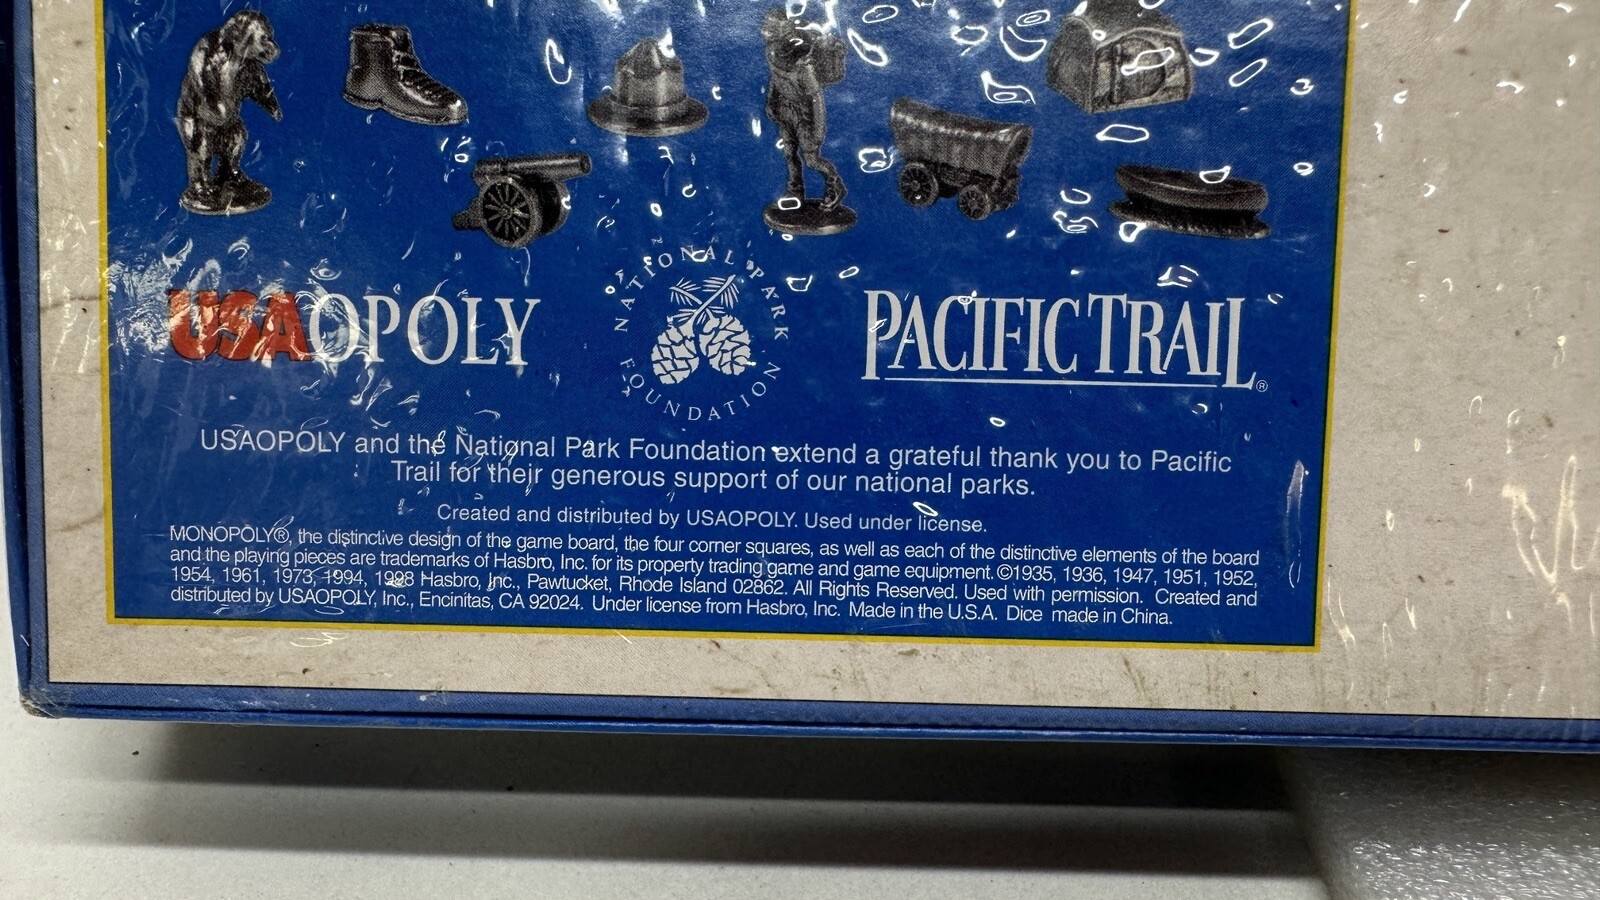 USAOPOLY
NATIONAL PARK FOUNDATION
PACIFIC TRAIL®
USAOPOLY and the National Park Foundation extend a grateful thank you to Pacific
Trail for their generous support of our national parks.
Created and distributed by USAOPOLY. Used under license.
MONOPOLY®, the distinctive design of the game board, the four corner squares, as well as each of the distinctive elements of the board
and the playing pieces are trademarks of Hasbro, Inc. for its property trading game and game equipment. ©1935, 1936, 1947, 1951, 1952,
1954, 1961, 1973, 1994, 1998 Hasbro, Inc., Pawtucket, Rhode Island 02862. All Rights Reserved. Used with permission. Created and
distributed by USAOPOLY, Inc., Encinitas, CA 92024. Under license from Hasbro, Inc. Made in the U.S.A. Dice made in China.